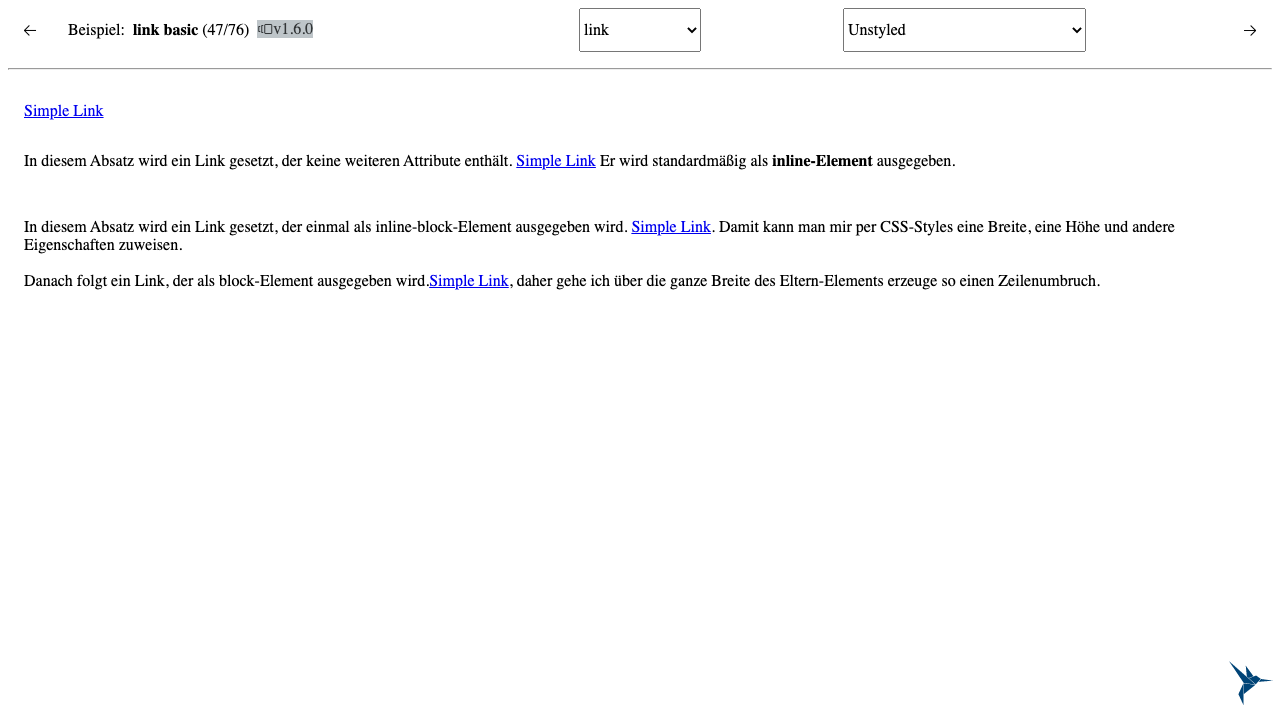 Beispiel: link basic (47/76) v1.6.0 link Unstyled
Simple Link
In diesem Absatz wird ein Link gesetzt, der keine weiteren Attribute enthält. Simple Link Er wird standardmäßig als inline-Element ausgegeben.
In diesem Absatz wird ein Link gesetzt, der einmal als inline-block-Element ausgegeben wird. Simple Link. Damit kann man mir per CSS-Styles eine Breite, eine Höhe und andere
Eigenschaften zuweisen.
Danach folgt ein Link, der als block-Element ausgegeben wird.Simple Link, daher gehe ich über die ganze Breite des Eltern-Elements erzeuge so einen Zeilenumbruch.